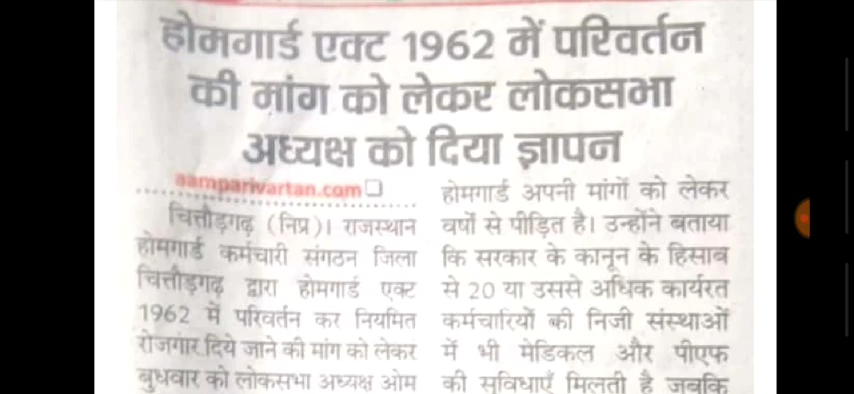 होमगार्ड एक्ट 1962 में परिवर्तन
की मांग को लेकर लोकसभा
अध्यक्ष को दिया ज्ञापन
aamparivartan.com
चित्तौड़गढ़ (निप्र)। राजस्थान
होमगार्ड कर्मचारी संगठन जिला
चित्तौड़गढ़ द्वारा होमगार्ड एक्ट
1962 में परिवर्तन कर नियमित
रोजगार दिये जाने की मांग को लेकर
बुधवार को लोकसभा अध्यक्ष ओम
होमगार्ड अपनी मांगों को लेकर
वर्षों से पीड़ित है। उन्होंने बताया
कि सरकार के कानून के हिसाब
से 20 या उससे अधिक कार्यरत
कर्मचारियों की निजी संस्थाओं
में भी मेडिकल और पीएफ
की सुविधाएँ मिलती है जबकि